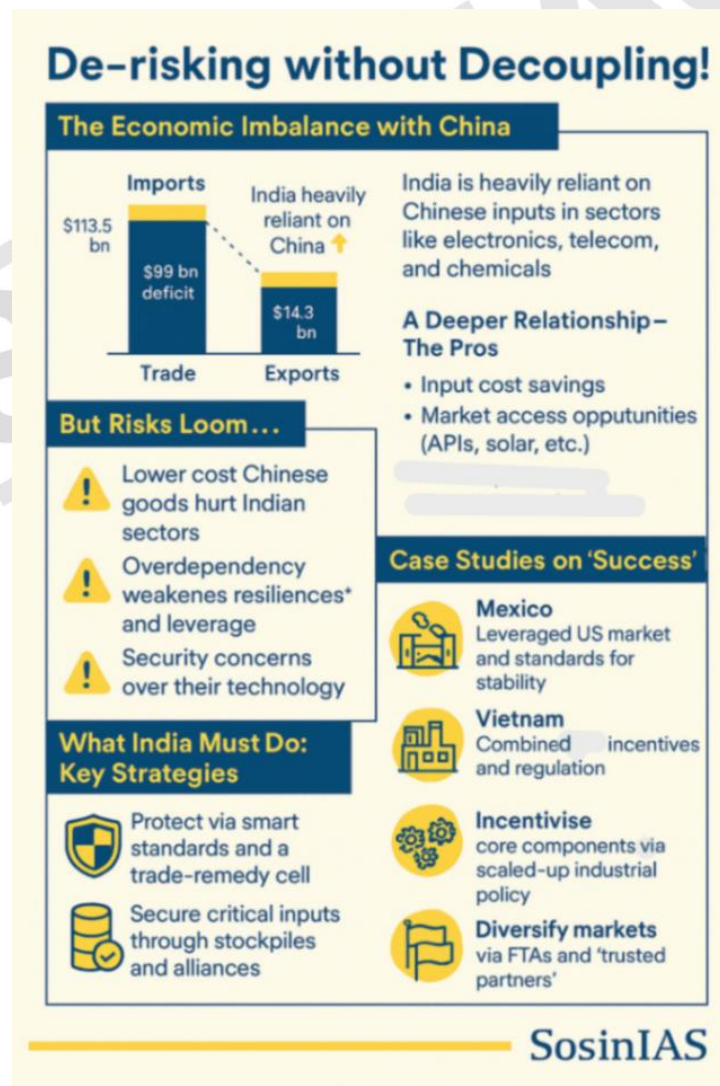 De-risking without Decoupling!
The Economic Imbalance with China
Imports
$113.5
bn
$99 bn
deficit
Trade
India heavily
reliant on
China
$14.3
bn
Exports
India is heavily reliant on
Chinese inputs in sectors
like electronics, telecom,
and chemicals
A Deeper Relationship–
The Pros
• Input cost savings
• Market access opputunities
(APIs, solar, etc.)
But Risks Loom...
Lower cost Chinese
goods hurt Indian
sectors
Overdependency
weakenes resiliences*
and leverage
Security concerns
over their technology
What India Must Do:
Key Strategies
Protect via smart
standards and a
trade-remedy cell
Secure critical inputs
through stockpiles
and alliances
Case Studies on ‘Success’
Mexico
Leveraged US market
and standards for
stability
Vietnam
Combined incentives
and regulation
Incentivise
core components via
scaled-up industrial
policy
Diversify markets
via FTAs and ‘trusted
partners’
SosinIAS